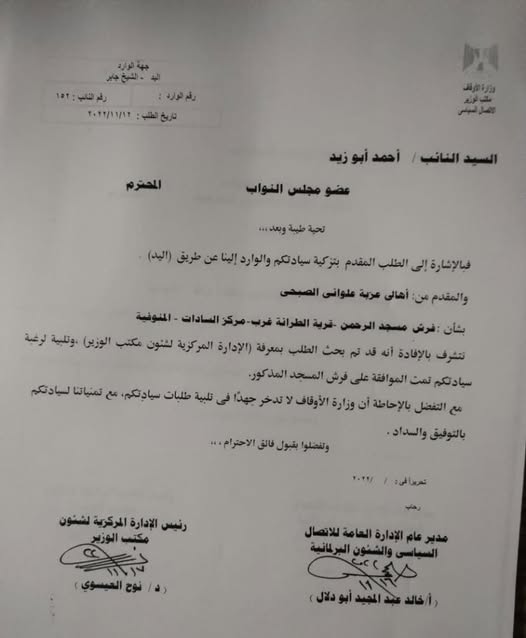 جهة الوارد
اليد - الشيخ جابر
رقم الوارد :
رقم النائب : ١٥٢
تاريخ الطلب : ٢٠٢٢/١١/١٢
وزارة الأوقاف
مكتب الوزير
الاتصال السياسى
السيد النائب / أحمد أبو زيد
عضو مجلس النواب المحترم
تحية طيبة وبعد ,,,
فبالإشارة إلى الطلب المقدم بتزكية سيادتكم والوارد إلينا عن طريق (اليد) .
والمقدم من: أهالى عزبة علوانى الصبحى
بشأن : فرش مسجد الرحمن -قرية الطرانة غرب- مركز السادات - المنوفية
نتشرف بالإفادة أنه قد تم بحث الطلب بمعرفة (الإدارة المركزية لشئون مكتب الوزير) ،وتلبية لرغبة
سيادتكم تمت الموافقة على فرش المسجد المذكور.
مع التفضل بالإحاطة أن وزارة الأوقاف لا تدخر جهدًا فى تلبية طلبات سيادتكم، مع تمنياتنا لسيادتكم
بالتوفيق والسداد .
وتفضلوا بقبول فائق الاحترام ,,,
تحريرا فى : / / ٢٠٢٢
رحاب
مدير عام الإدارة العامة للاتصال
السياسى والشئون البرلمانية
(أ/خالد عبد المجيد أبو دلال)
رئيس الإدارة المركزية لشئون
مكتب الوزير
(د/ نوح العيسوي)